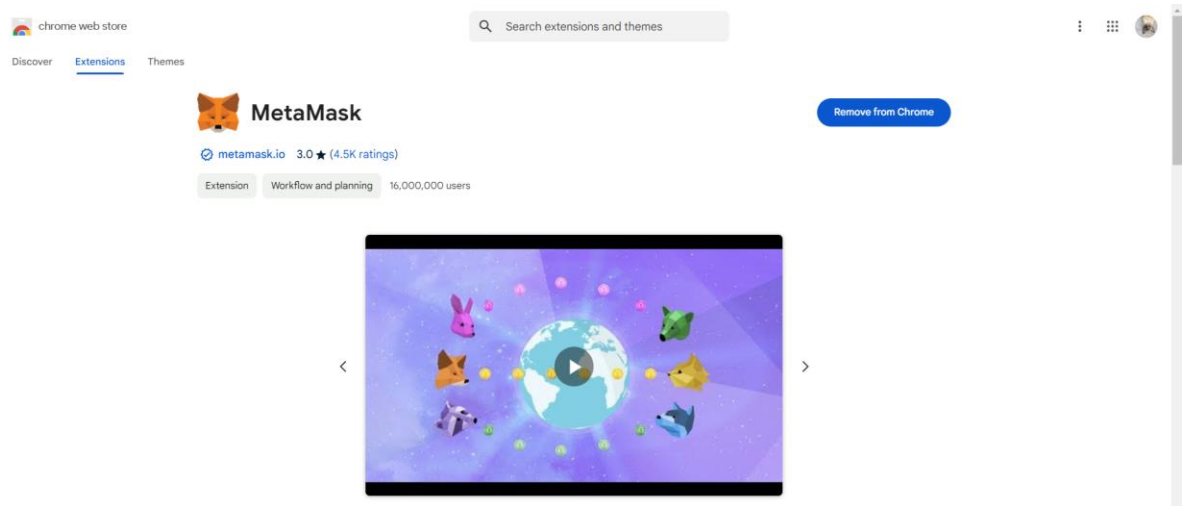 chrome web store
Search extensions and themes
Discover Extensions Themes
MetaMask
Remove from Chrome
metamask.io 3.0 ★ (4.5K ratings)
Extension Workflow and planning 16,000,000 users